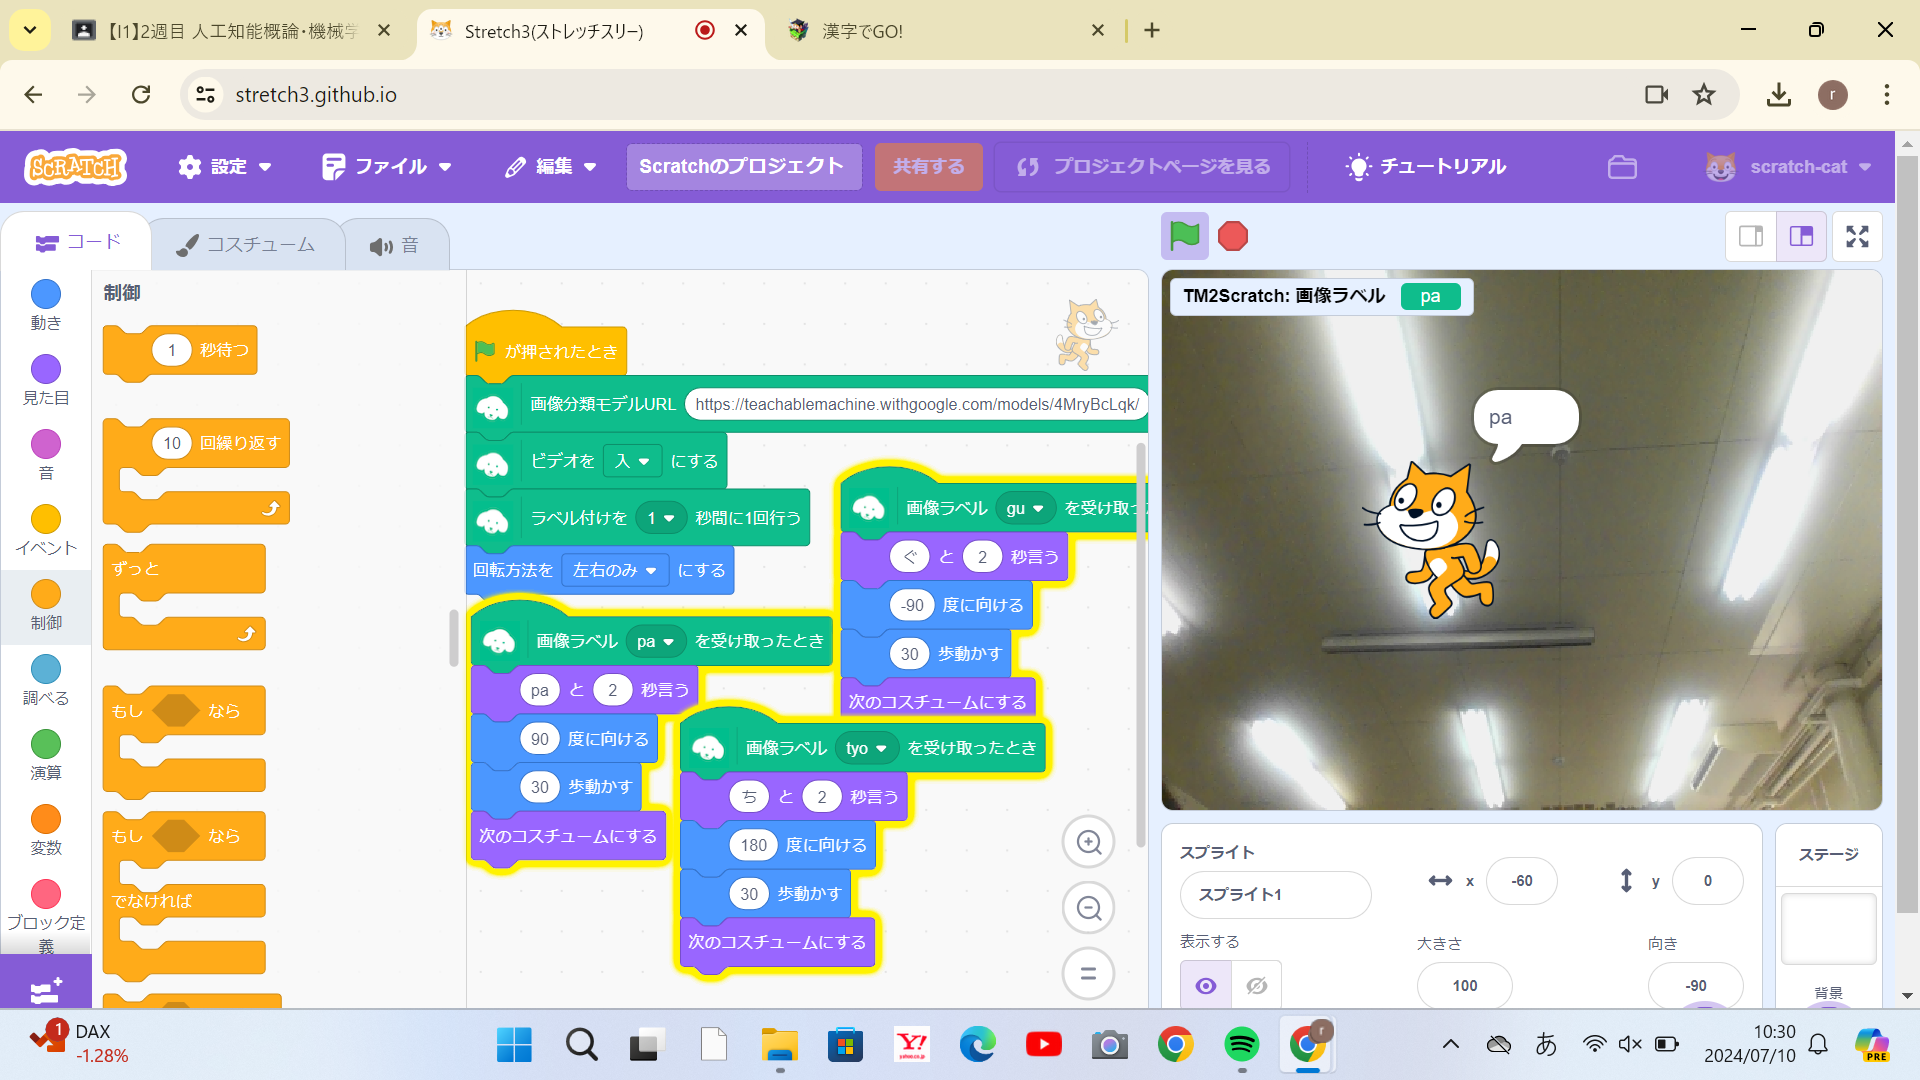 【I1】2週目 人工知能概論・機械学
Stretch3(ストレッチスリー)
漢字でGO!
stretch3.github.io
r
SCRATCH
設定
ファイル
編集
Scratchのプロジェクト
共有する
プロジェクトページを見る
チュートリアル
scratch-cat
コード
コスチューム
音
動き
見た目
音
イベント
制御
調べる
演算
変数
ブロック定
義
制御
1 秒待つ
10 回繰り返す
ずっと
もし なら
もし なら
でなければ
が押されたとき
画像分類モデルURL https://teachablemachine.withgoogle.com/models/4MryBcLqk/
ビデオを 入 にする
ラベル付けを 1 秒間に1回行う
回転方法を 左右のみ にする
画像ラベル pa を受け取ったとき
pa と 2 秒言う
90 度に向ける
30 歩動かす
次のコスチュームにする
画像ラベル gu を受け取っ
ぐ と 2 秒言う
-90 度に向ける
30 歩動かす
次のコスチュームにする
画像ラベル tyo を受け取ったとき
ち と 2 秒言う
180 度に向ける
30 歩動かす
次のコスチュームにする
TM2Scratch: 画像ラベル pa
pa
スプライト
スプライト1
x -60
y 0
表示する
大きさ
向き
100
-90
ステージ
背景
1
DAX
-1.28%
Y!
yahoo.co.jp
r
あ
10:30
2024/07/10
PRE